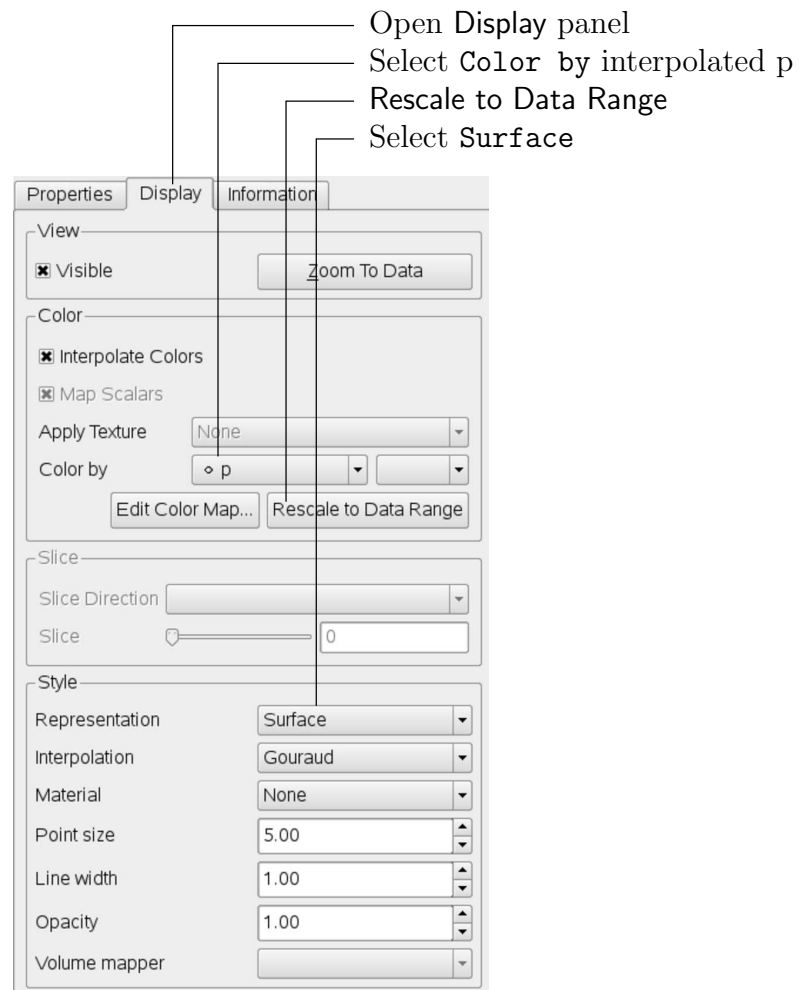 Open Display panel
Select Color by interpolated p
Rescale to Data Range
Select Surface
Properties Display Information
View
Visible Zoom To Data
Color
Interpolate Colors
Map Scalars
Apply Texture None
Color by p
Edit Color Map... Rescale to Data Range
Slice
Slice Direction
Slice 0
Style
Representation Surface
Interpolation Gouraud
Material None
Point size 5.00
Line width 1.00
Opacity 1.00
Volume mapper